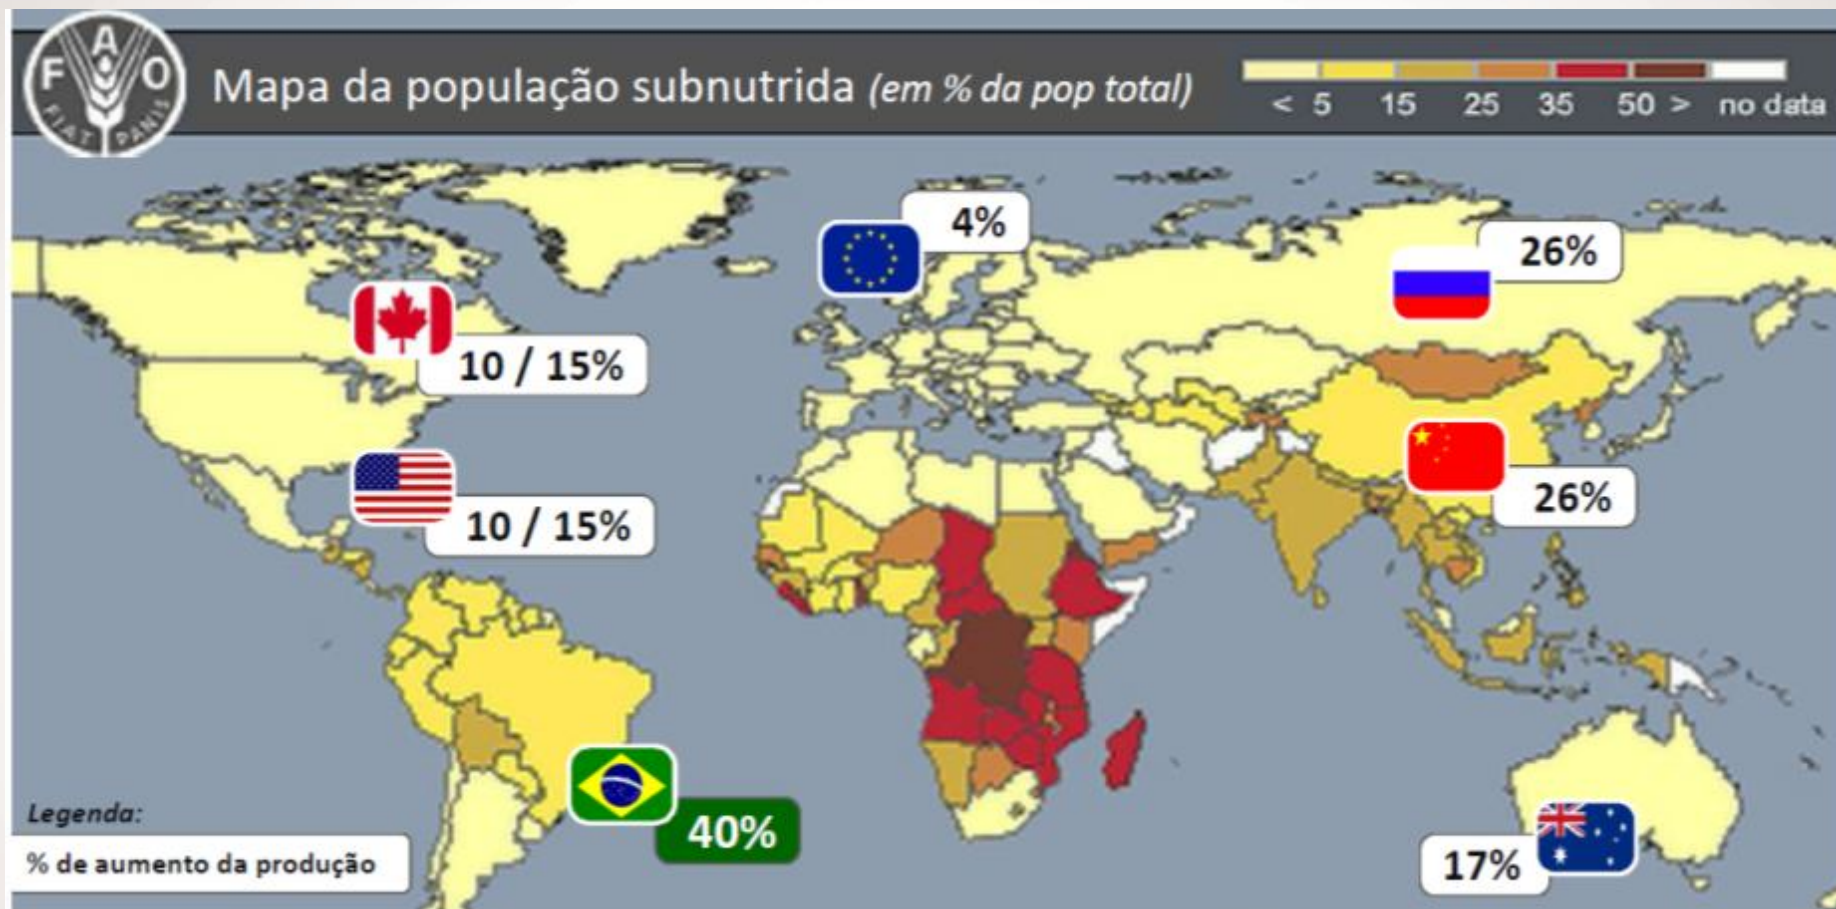 FAO
FIAT PANIS
Mapa da população subnutrida (em % da pop total)
< 5 15 25 35 50 > no data
4%
26%
10 / 15%
26%
10 / 15%
40%
17%
Legenda:
% de aumento da produção